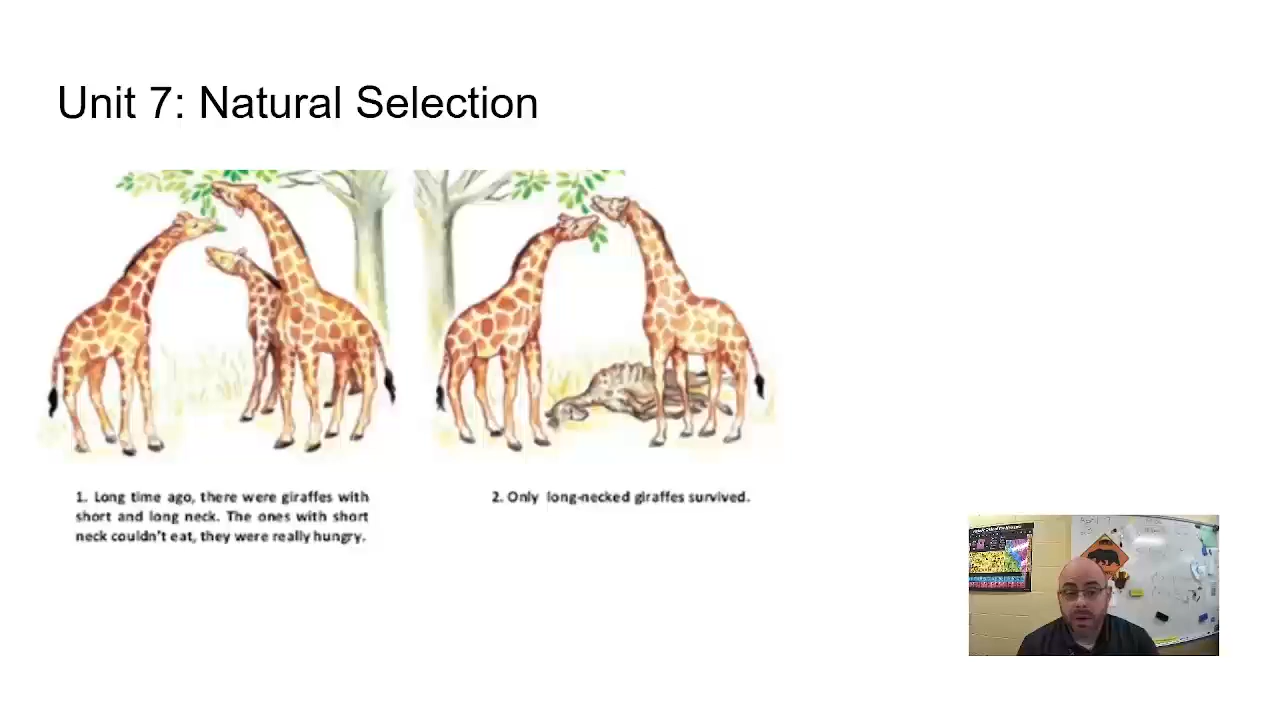 Unit 7: Natural Selection
1. Long time ago, there were giraffes with
short and long neck. The ones with short
neck couldn't eat, they were really hungry.
2. Only long-necked giraffes survived.